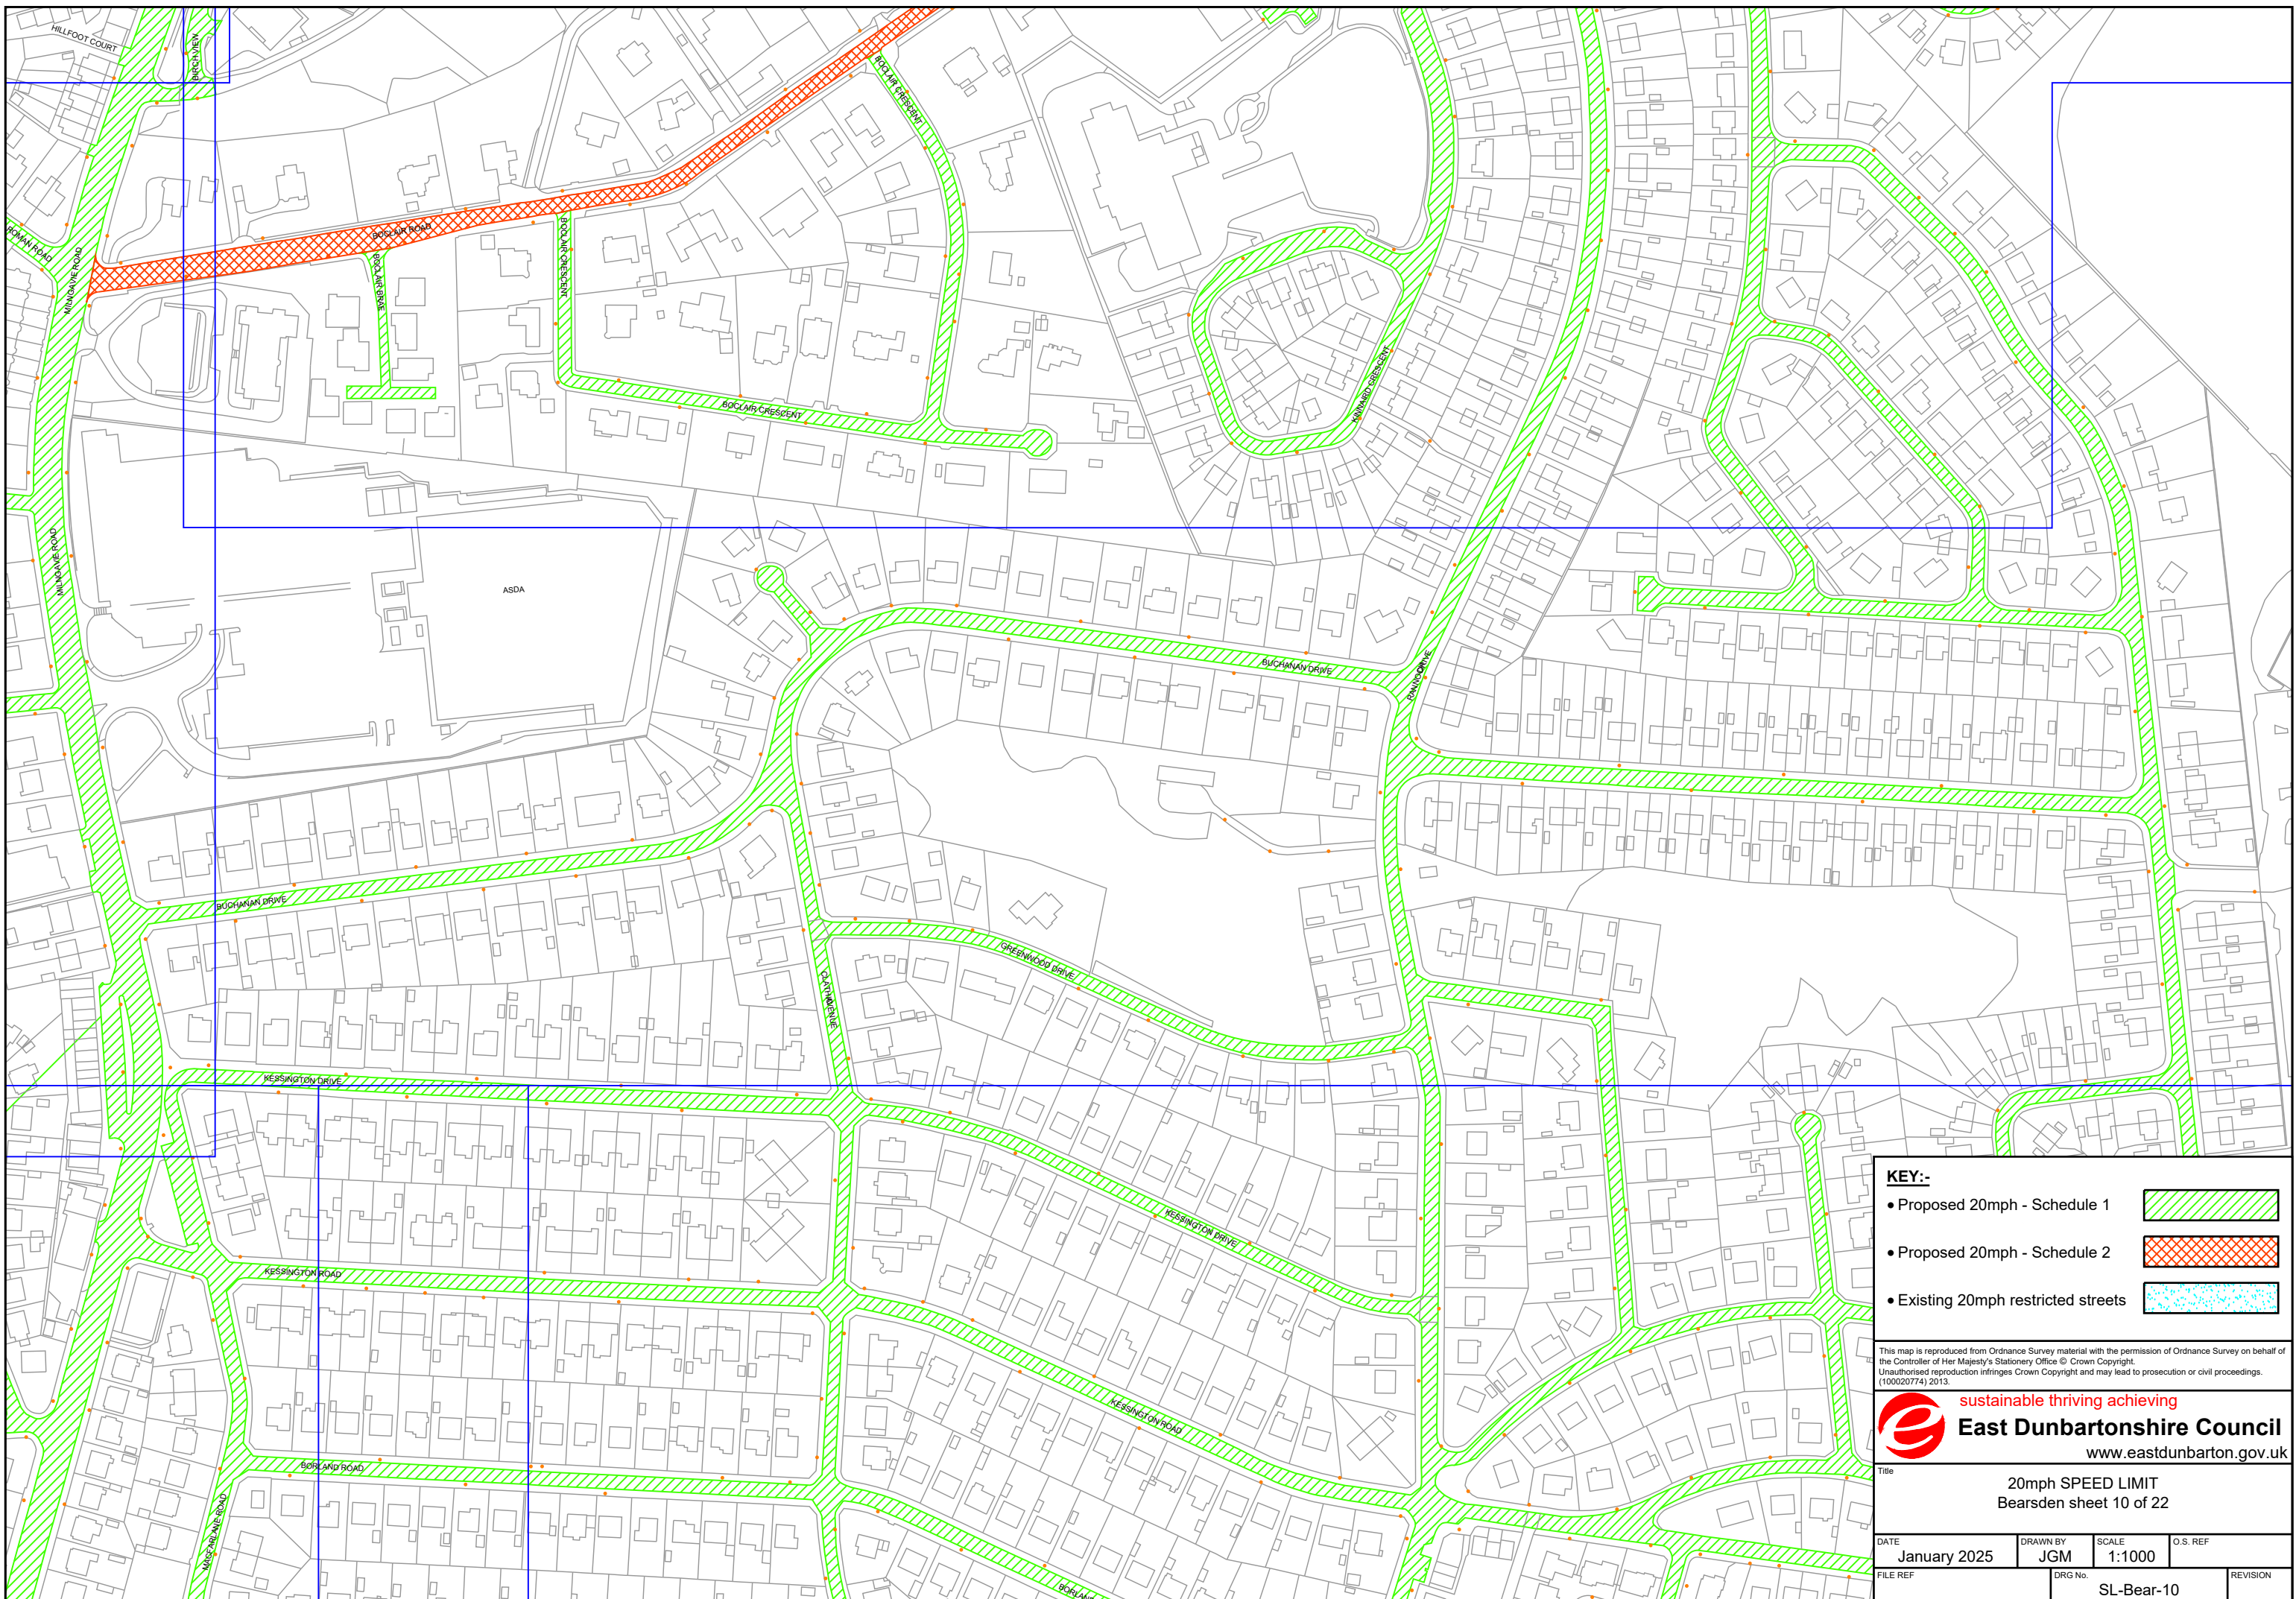 HILLFOOT COURT
BIRCH VIEW
BOCLAIR CRESCENT
ROMAN ROAD
MILNGAVIE ROAD
BOCLAIR ROAD
BOCLAIR BRAE
BOCLAIR CRESCENT
BOCLAIR CRESCENT
KINNAIRD CRESCENT
MILNGAVIE ROAD
ASDA
BUCHANAN DRIVE
DRIVE
BUCHANAN DRIVE
GREENWOOD DRIVE
AVENUE
KESSINGTON DRIVE
KESSINGTON DRIVE
KESSINGTON ROAD
KESSINGTON ROAD
BORLAND ROAD
MACFARLANE ROAD
KEY:-
• Proposed 20mph - Schedule 1
• Proposed 20mph - Schedule 2
• Existing 20mph restricted streets
This map is reproduced from Ordnance Survey material with the permission of Ordnance Survey on behalf of
the Controller of Her Majesty's Stationery Office © Crown Copyright.
Unauthorised reproduction infringes Crown Copyright and may lead to prosecution or civil proceedings.
(100020774) 2013.
sustainable thriving achieving
East Dunbartonshire Council
www.eastdunbarton.gov.uk
Title
20mph SPEED LIMIT
Bearsden sheet 10 of 22
DATE
January 2025
DRAWN BY
JGM
SCALE
1:1000
O.S. REF
FILE REF
DRG No.
SL-Bear-10
REVISION